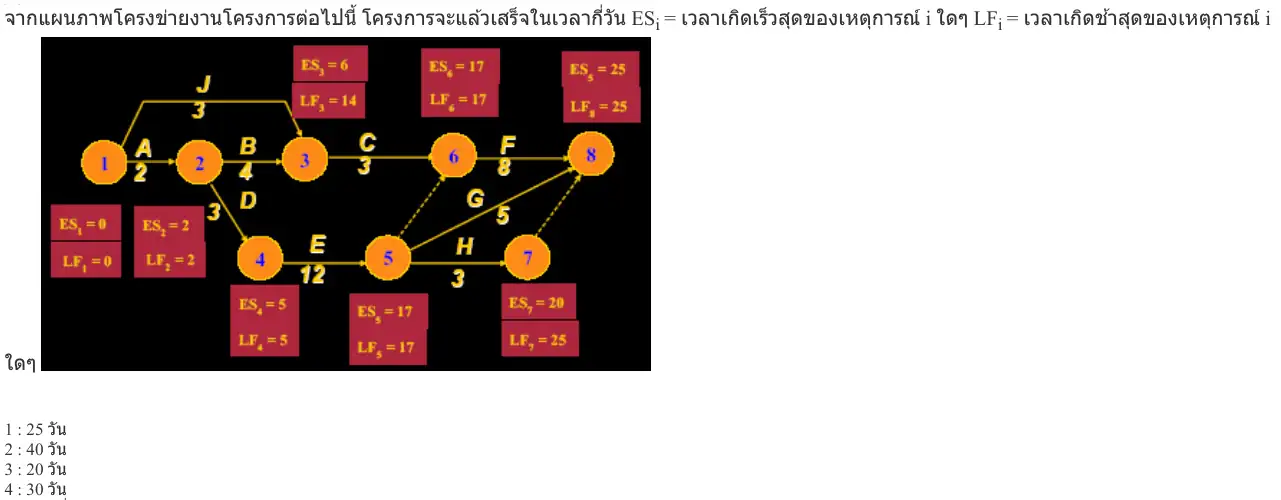 จากแผนภาพโครงข่ายงานโครงการต่อไปนี้ โครงการจะแล้วเสร็จในเวลากี่วัน ESi = เวลาเกิดเร็วสุดของเหตุการณ์ i ใดๆ LFi = เวลาเกิดช้าสุดของเหตุการณ์ i
ES3 = 6
LF3 = 14
ES6 = 17
LF6 = 17
ES5 = 25
LF8 = 25
J
3
1
A
2
2
B
4
3
C
3
6
F
8
8
3
D
G
5
ES1 = 0
LF1 = 0
ES2 = 2
LF2 = 2
4
E
12
5
H
3
7
ES4 = 5
LF4 = 5
ES5 = 17
LF5 = 17
ES7 = 20
LF7 = 25
ใดๆ
1 : 25 วัน
2 : 40 วัน
3 : 20 วัน
4 : 30 วัน